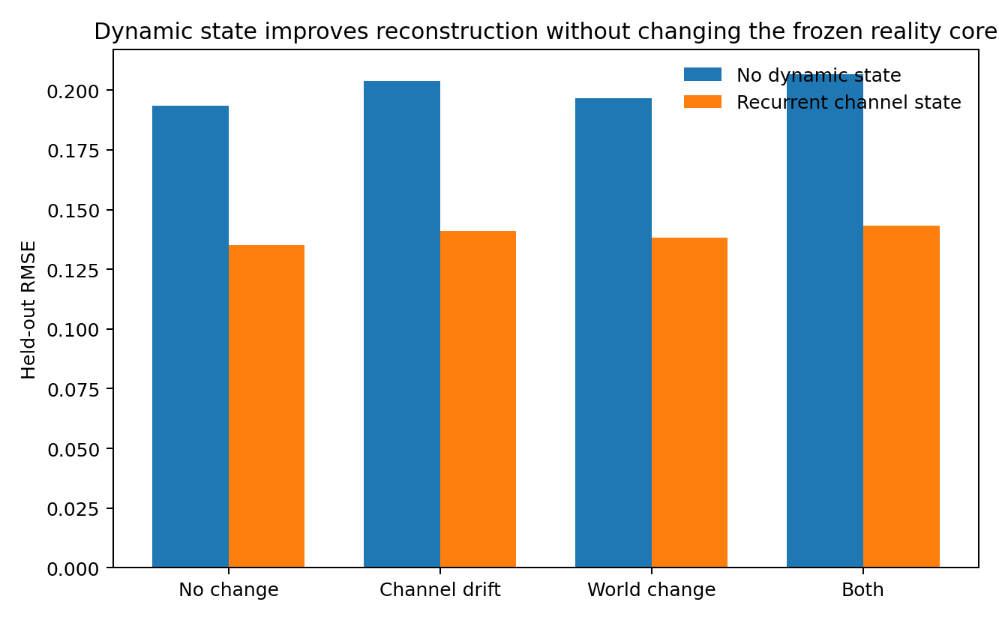 Dynamic state improves reconstruction without changing the frozen reality core
No dynamic state
Recurrent channel state
0.200
0.175
0.150
0.125
0.100
0.075
0.050
0.025
0.000
Held-out RMSE
No change
Channel drift
World change
Both